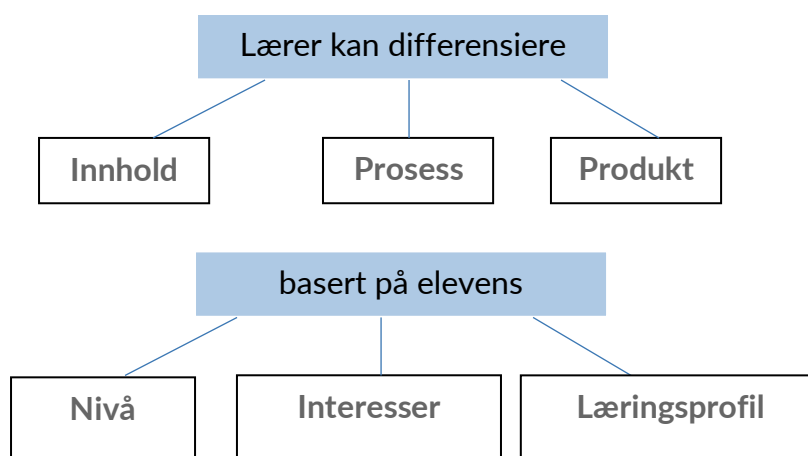 Lærer kan differensiere
Innhold
Prosess
Produkt
basert på elevens
Nivå
Interesser
Læringsprofil